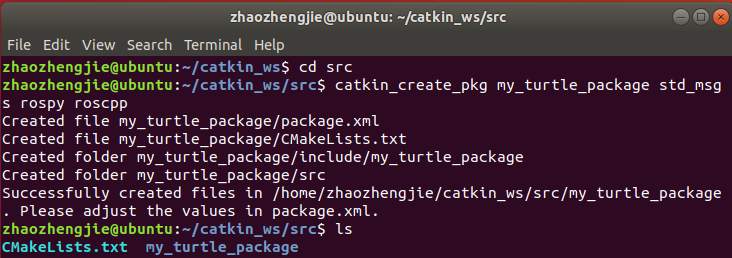 zhaozhengjie@ubuntu: ~/catkin_ws/src
File Edit View Search Terminal Help
zhaozhengjie@ubuntu:~/catkin_ws$ cd src
zhaozhengjie@ubuntu:~/catkin_ws/src$ catkin_create_pkg my_turtle_package std_msg
s rospy roscpp
Created file my_turtle_package/package.xml
Created file my_turtle_package/CMakeLists.txt
Created folder my_turtle_package/include/my_turtle_package
Created folder my_turtle_package/src
Successfully created files in /home/zhaozhengjie/catkin_ws/src/my_turtle_package
. Please adjust the values in package.xml.
zhaozhengjie@ubuntu:~/catkin_ws/src$ ls
CMakeLists.txt  my_turtle_package